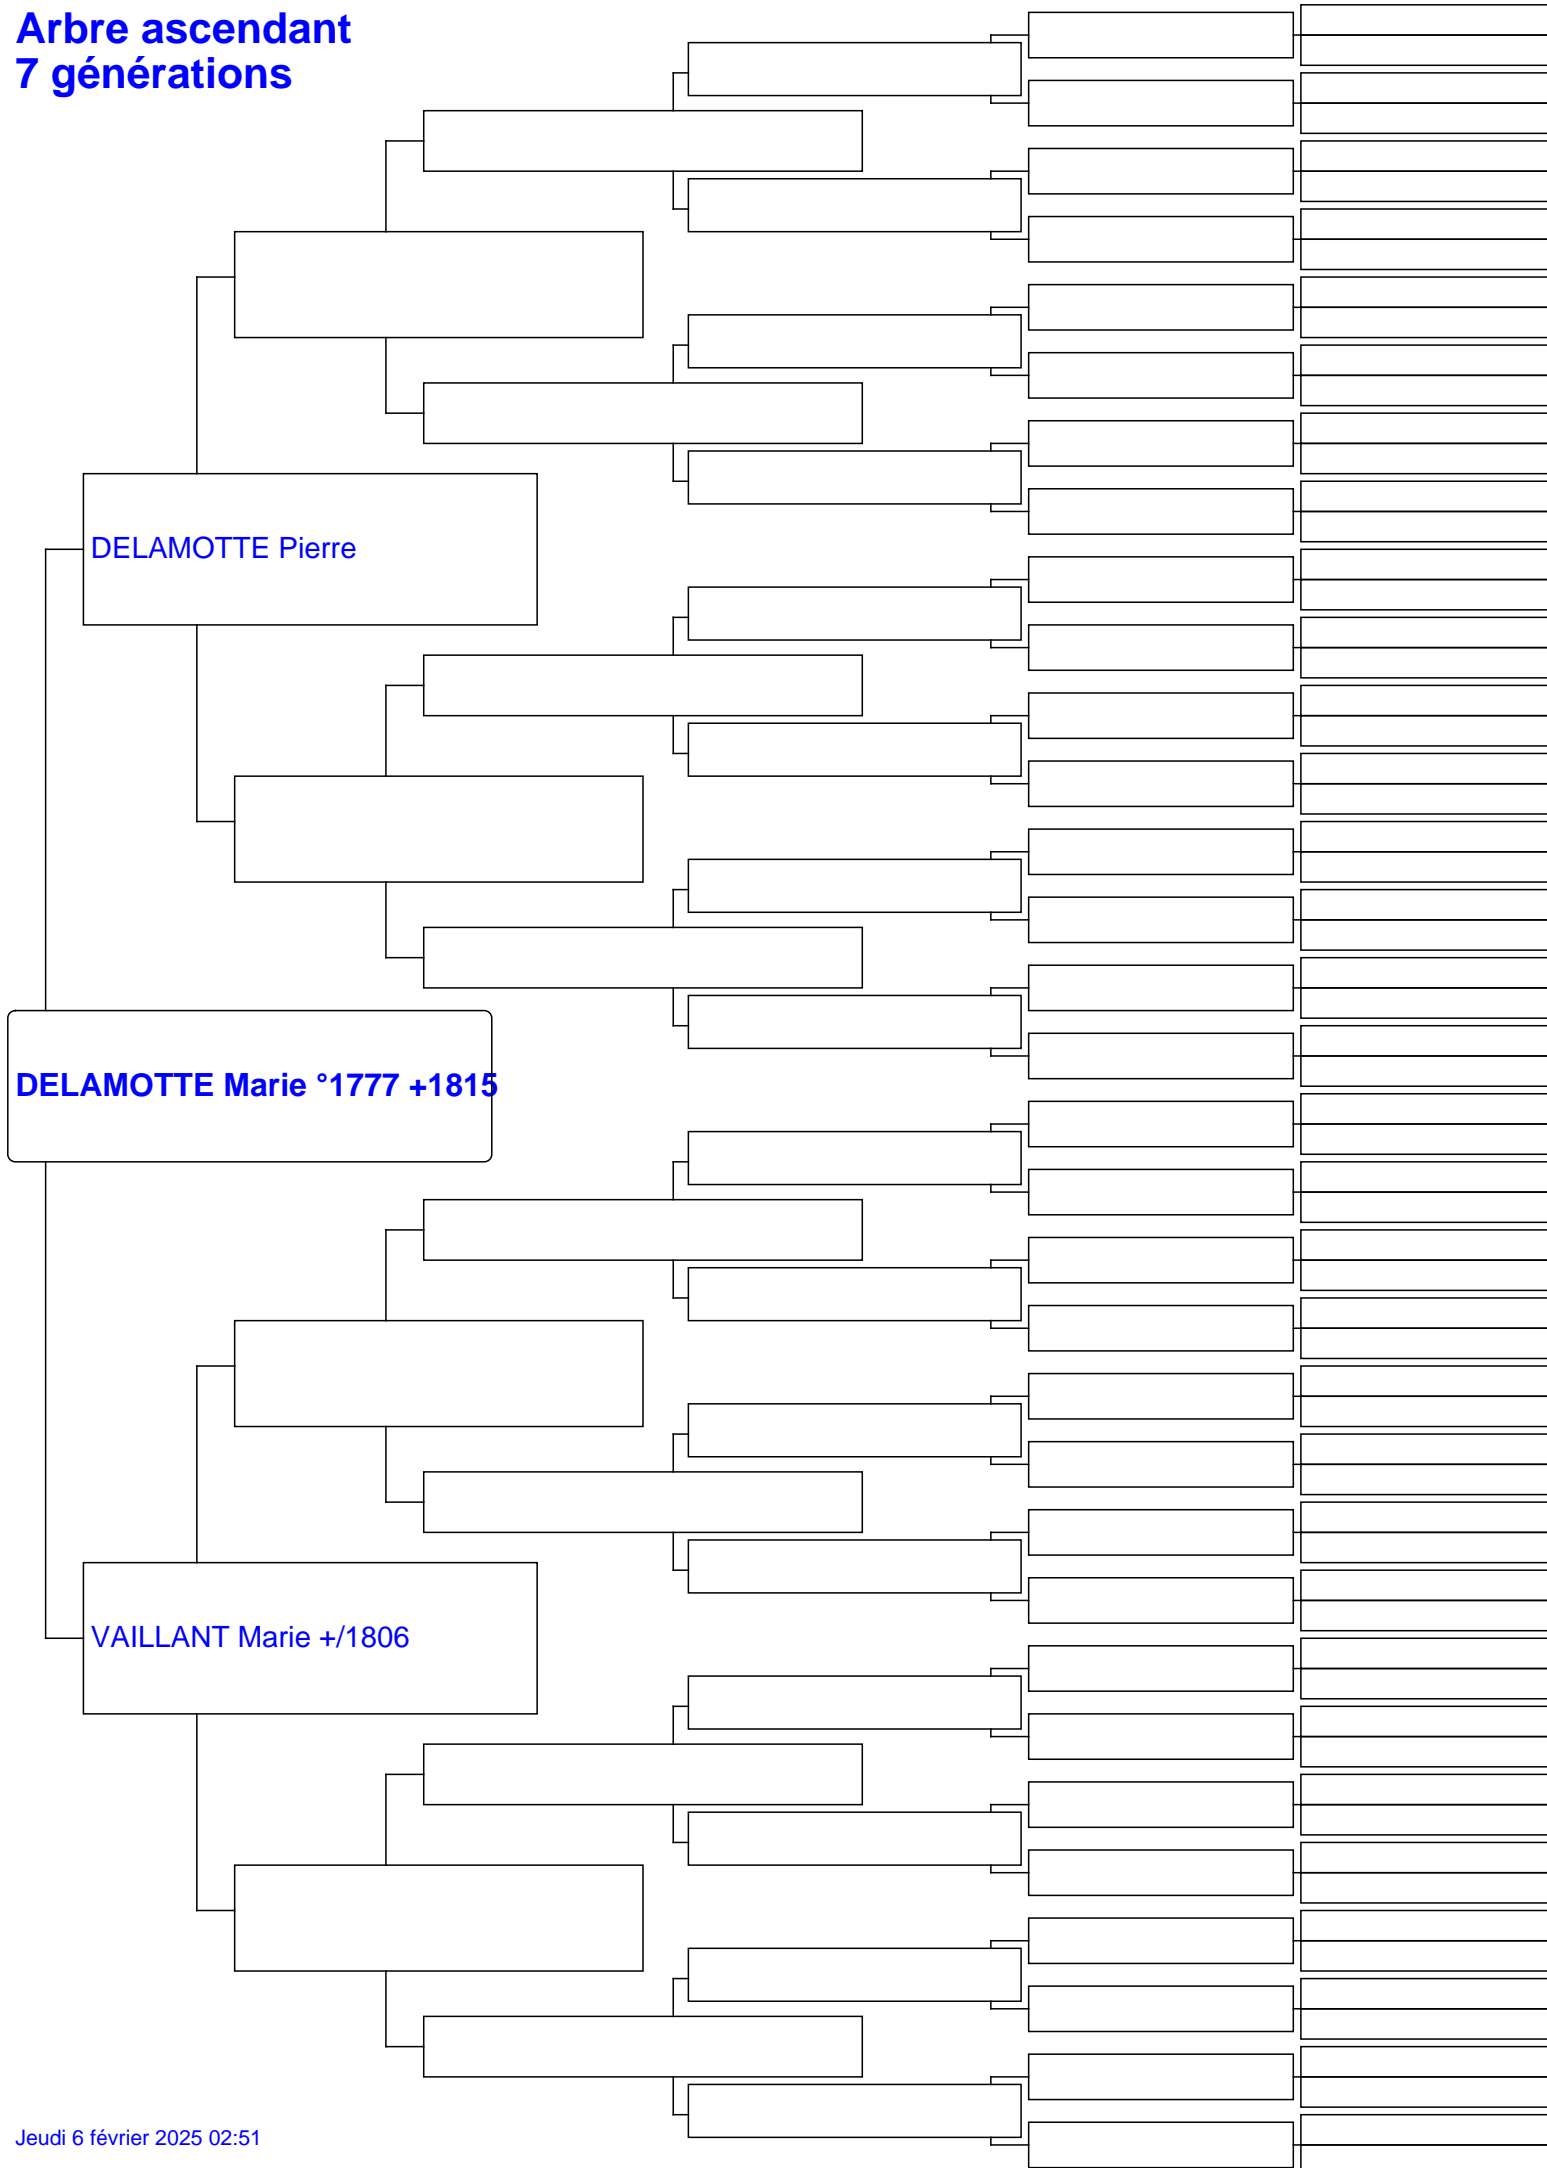 Arbre ascendant
7 générations
DELAMOTTE Pierre
DELAMOTTE Marie °1777 +1815
VAILLANT Marie +/1806
Jeudi 6 février 2025 02:51